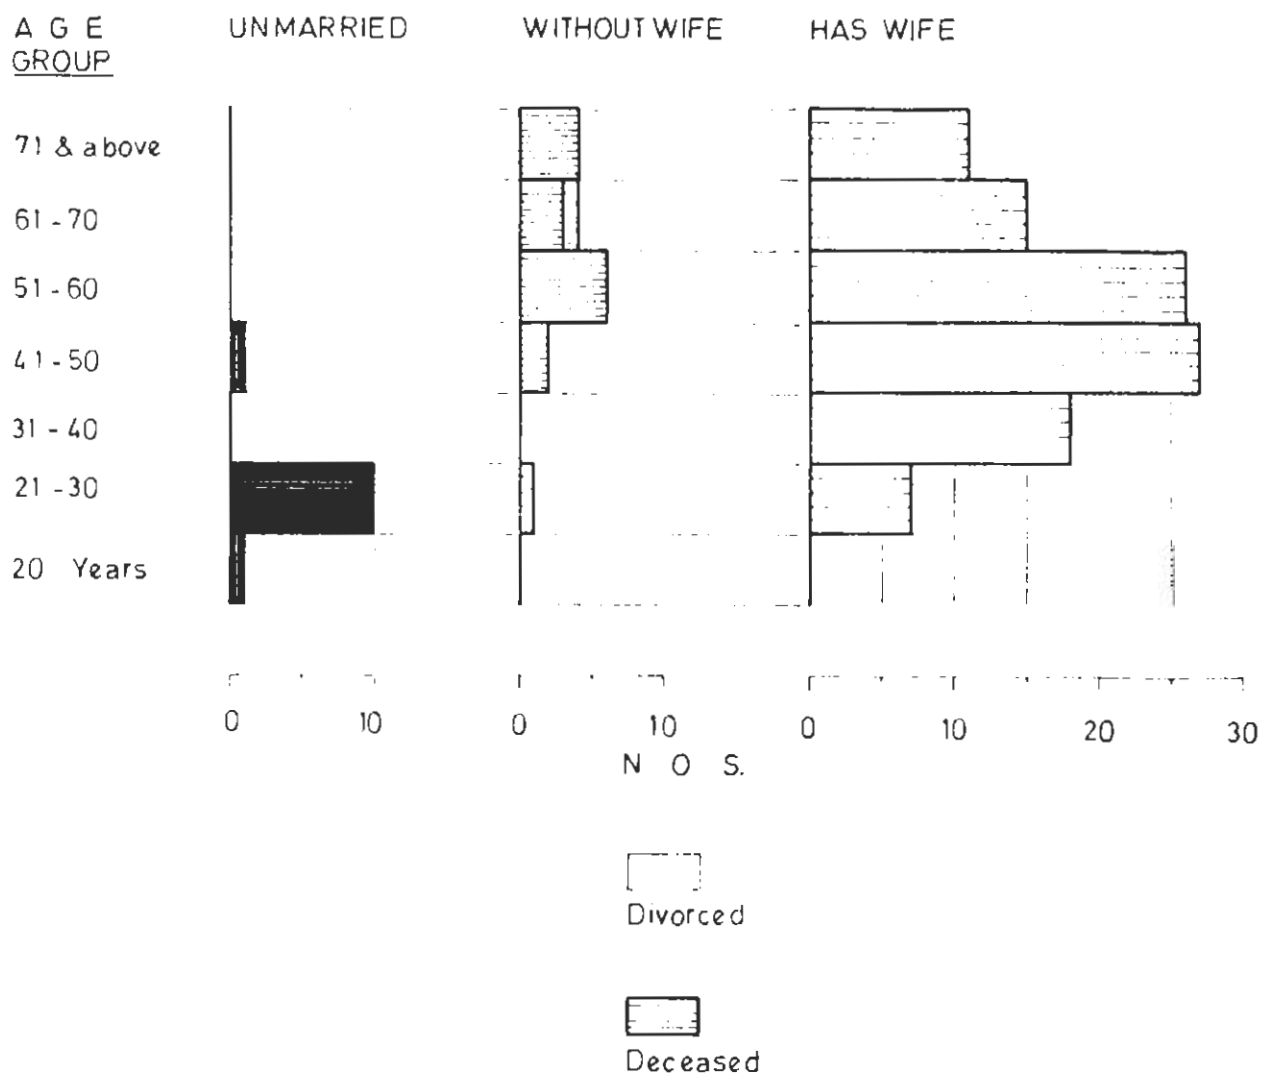 A G E UNMARRIED WITHOUT WIFE HAS WIFE
GROUP
71 & above
61 - 70
51 - 60
41 - 50
31 - 40
21 - 30
20 Years
0 10 0 10 0 10 20 30
N O S.
Divorced
Deceased